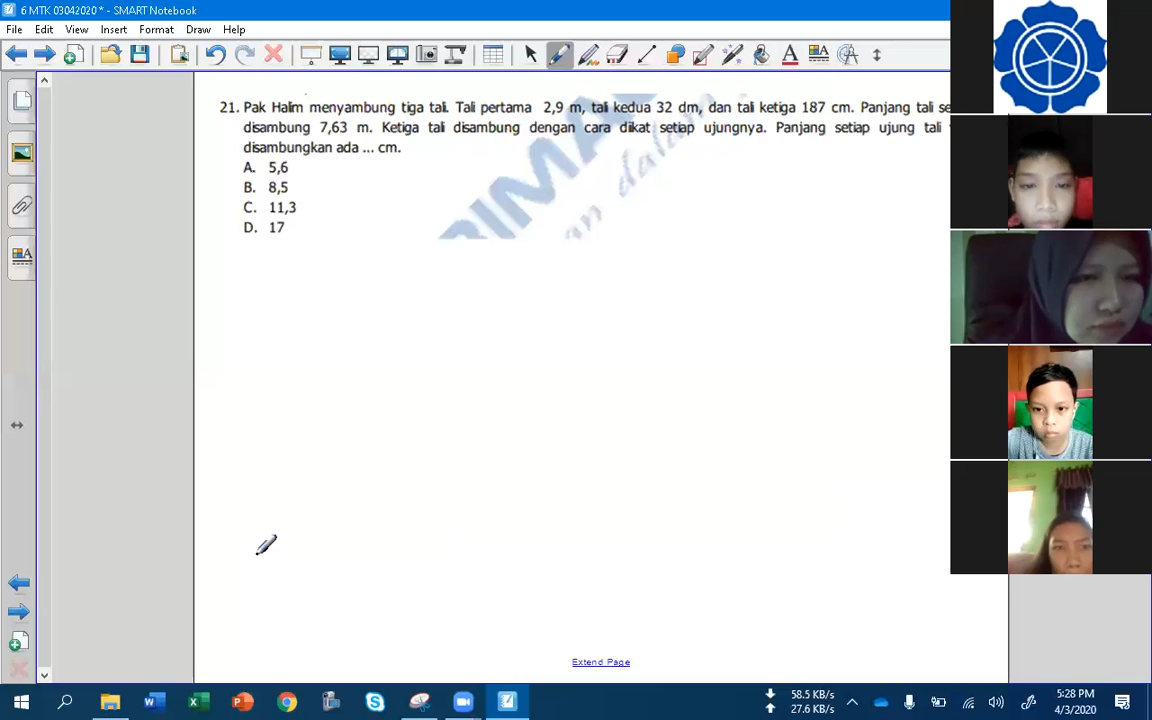 6 MTK 03042020 * - SMART Notebook
File Edit View Insert Format Draw Help
21. Pak Halim menyambung tiga tali. Tali pertama 2,9 m, tali kedua 32 dm, dan tali ketiga 187 cm. Panjang tali
disambung 7,63 m. Ketiga tali disambung dengan cara diikat setiap ujungnya. Panjang setiap ujung tali
disambungkan ada ... cm.
A. 5,6
B. 8,5
C. 11,3
D. 17
dalam
Extend Page
58.5 KB/s
27.6 KB/s
5:28 PM
4/3/2020